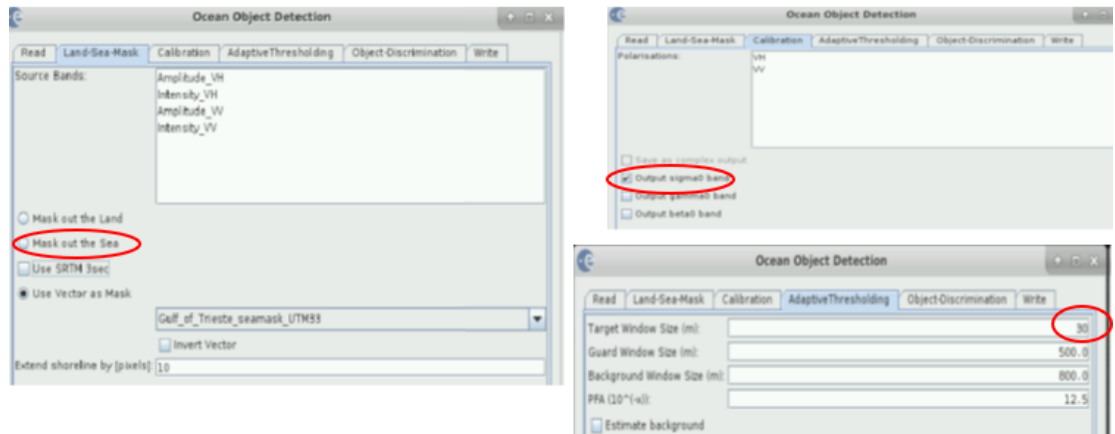 Ocean Object Detection
Read Land-Sea-Mask Calibration AdaptiveThresholding Object-Discrimination Write
Source Bands:
Amplitude_VH
Intensity_VH
Amplitude_VV
Intensity_VV
Mask out the Land
Mask out the Sea
Use SRTM 3sec
Use Vector as Mask
Gulf_of_Trieste_seamask_UTM33
Invert Vector
Extend shoreline by [pixels]: 10
Ocean Object Detection
Read Land-Sea-Mask Calibration AdaptiveThresholding Object-Discrimination Write
Polarisations:
VH
VV
Save as complex output
Output sigma0 band
Output gamma0 band
Output beta0 band
Ocean Object Detection
Read Land-Sea-Mask Calibration AdaptiveThresholding Object-Discrimination Write
Target Window Size (m): 30
Guard Window Size (m): 500.0
Background Window Size (m): 800.0
PFA (10^(-x)): 12.5
Estimate background